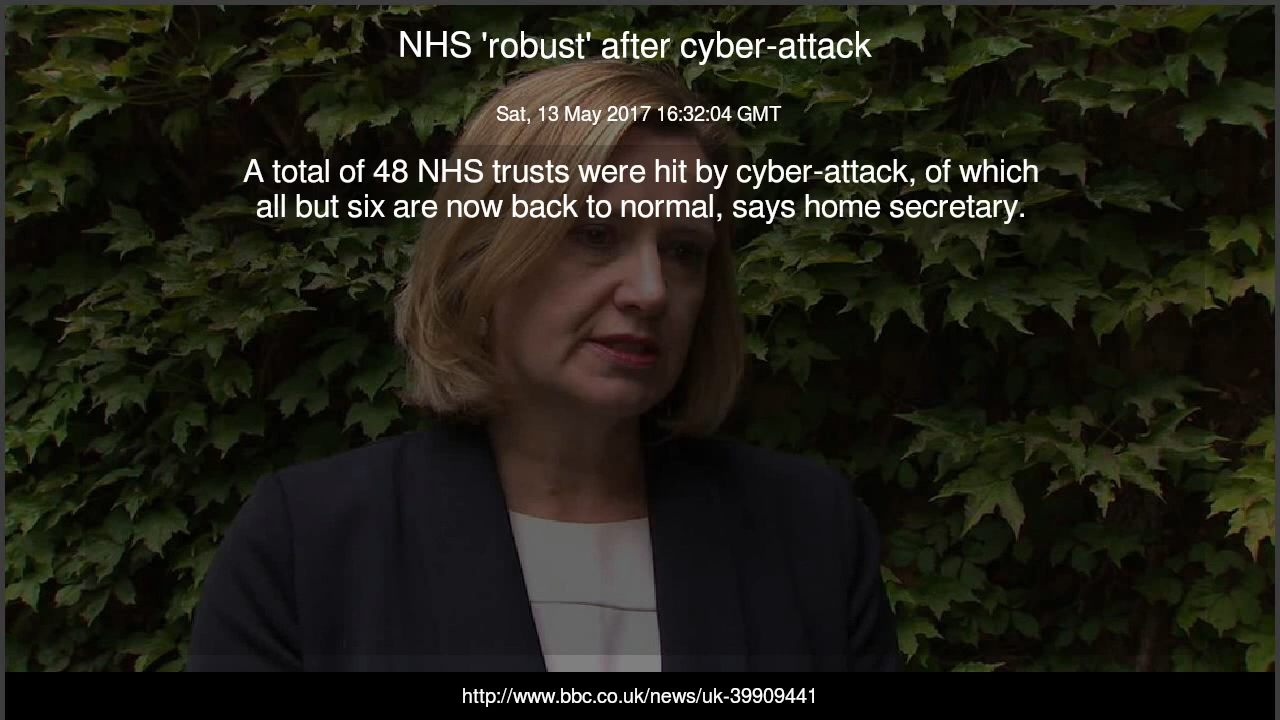 NHS 'robust' after cyber-attack
Sat, 13 May 2017 16:32:04 GMT
A total of 48 NHS trusts were hit by cyber-attack, of which
all but six are now back to normal, says home secretary.
http://www.bbc.co.uk/news/uk-39909441